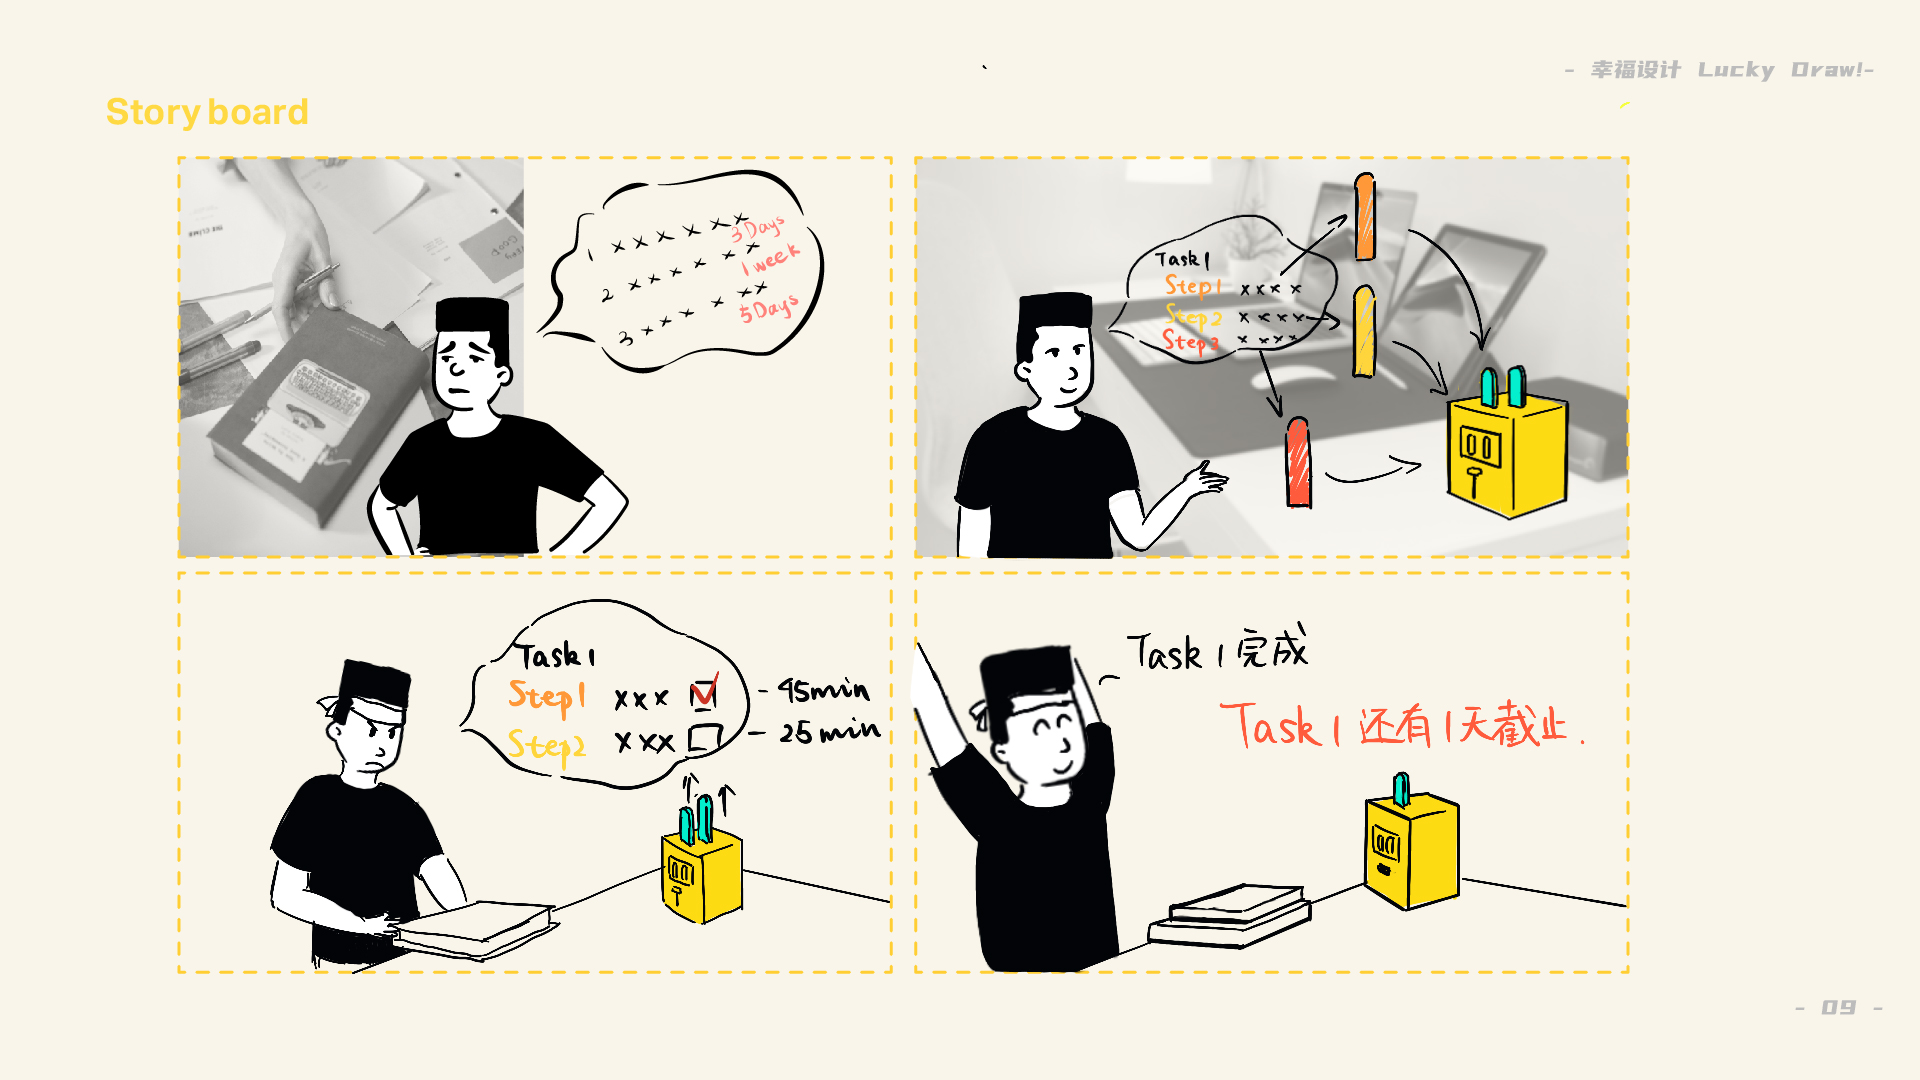 - 幸福设计 Lucky Draw!-
Story board
1 x x x x x x 3 Days
2 x x x x x x 1 week
3 x x x x x x 5 Days
Task 1
Step 1 x x x x
Step 2 x x x x
Step 3 x x x x
Task 1
Step 1 x x x - 45min
Step 2 x x x - 25 min
Task 1 完成
Task 1 还有1天截止.
- 09 -